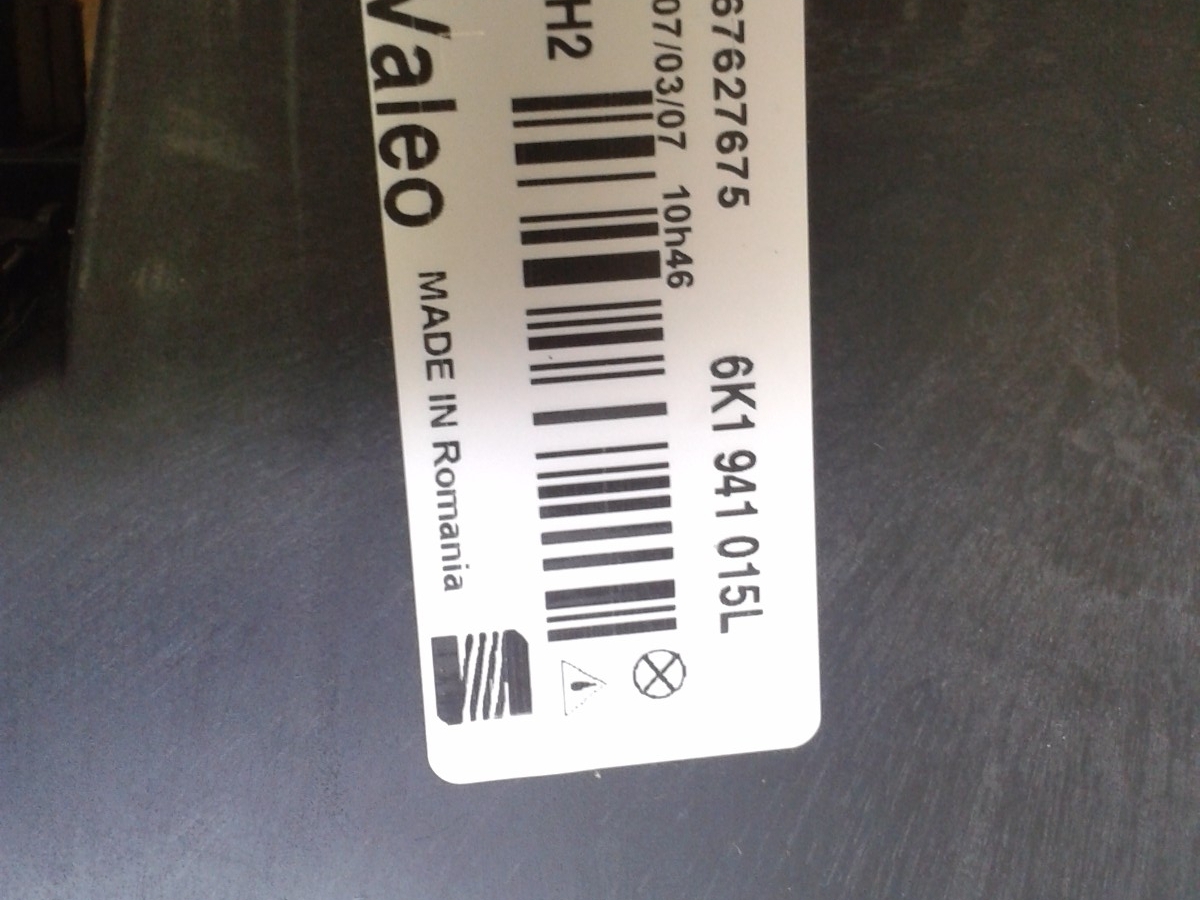 67627675 6K1 941 015L
07/03/07 10h46
H2
Valeo MADE IN Romania